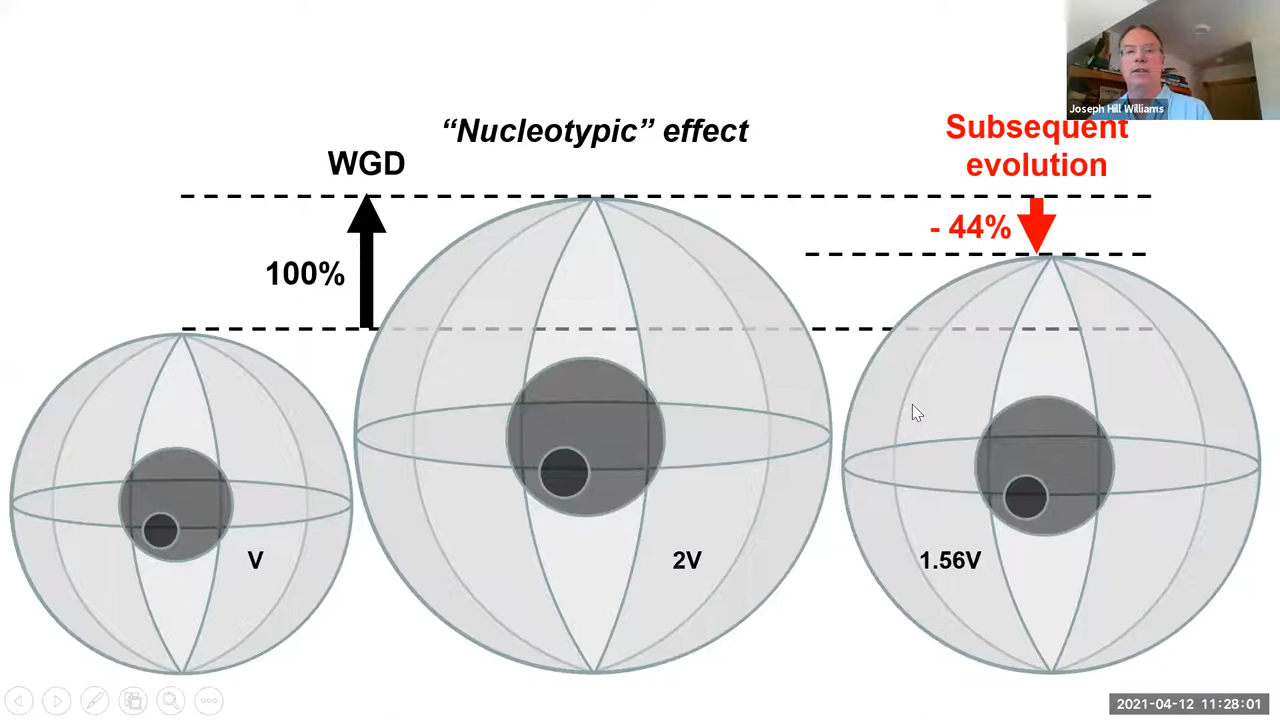 Joseph Hill Williams
"Nucleotypic" effect
Subsequent
evolution
WGD
- 44%
100%
V
2V
1.56V
2021-04-12 11:28:01